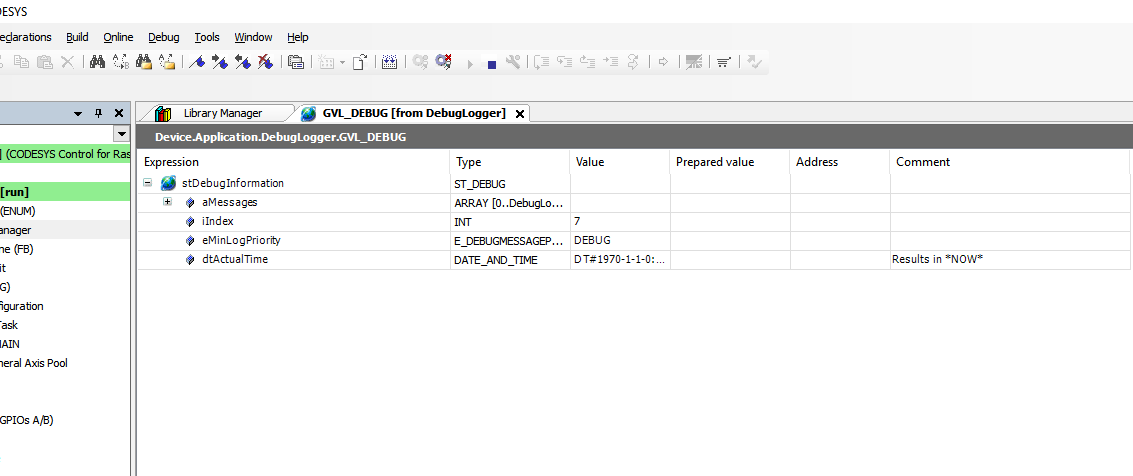 DESYS
eclarations Build Online Debug Tools Window Help
Library Manager GVL_DEBUG [from DebugLogger]
Device.Application.DebugLogger.GVL_DEBUG
] (CODESYS Control for Ras
Expression Type Value Prepared value Address Comment
stDebugInformation ST_DEBUG
[run]
aMessages ARRAY [0..DebugLo...
(ENUM)
iIndex INT 7
anager
eMinLogPriority E_DEBUGMESSAGEP... DEBUG
ne (FB)
dtActualTime DATE_AND_TIME DT#1970-1-1-0:... Results in *NOW*
it
G)
figuration
Task
MAIN
neral Axis Pool
GPIOs A/B)